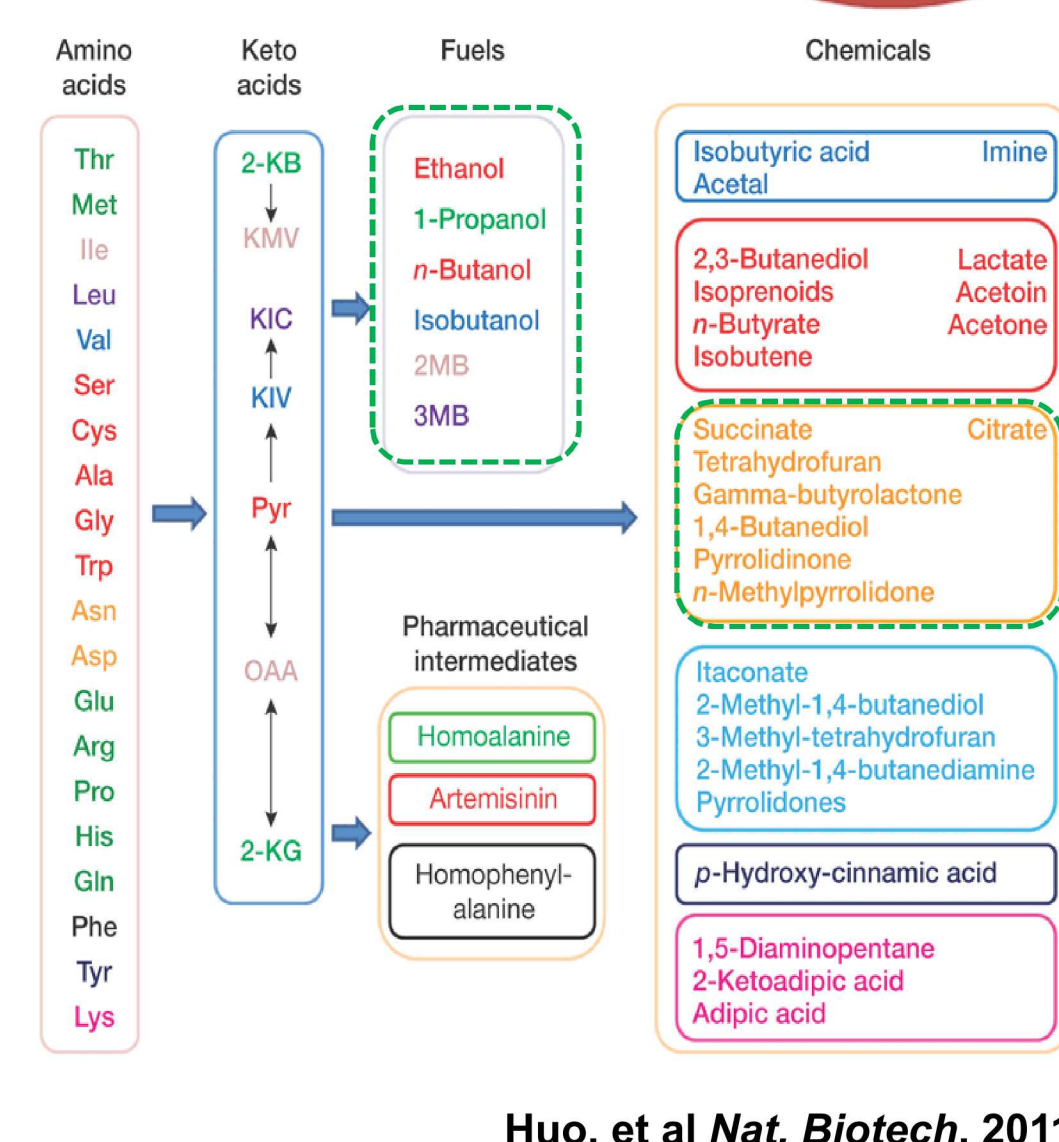 Amino
acids
Thr
Met
Ile
Leu
Val
Ser
Cys
Ala
Gly
Trp
Asn
Asp
Glu
Arg
Pro
His
Gln
Phe
Tyr
Lys
Keto
acids
2-KB
KMV
KIC
KIV
Pyr
OAA
2-KG
Fuels
Ethanol
1-Propanol
n-Butanol
Isobutanol
2MB
3MB
Pharmaceutical
intermediates
Homoalanine
Artemisinin
Homophenyl-
alanine
Chemicals
Isobutyric acid Imine
Acetal
2,3-Butanediol Lactate
Isoprenoids Acetoin
n-Butyrate Acetone
Isobutene
Succinate Citrate
Tetrahydrofuran
Gamma-butyrolactone
1,4-Butanediol
Pyrrolidinone
n-Methylpyrrolidone
Itaconate
2-Methyl-1,4-butanediol
3-Methyl-tetrahydrofuran
2-Methyl-1,4-butanediamine
Pyrrolidones
p-Hydroxy-cinnamic acid
1,5-Diaminopentane
2-Ketoadipic acid
Adipic acid
Huo, et al Nat. Biotech.